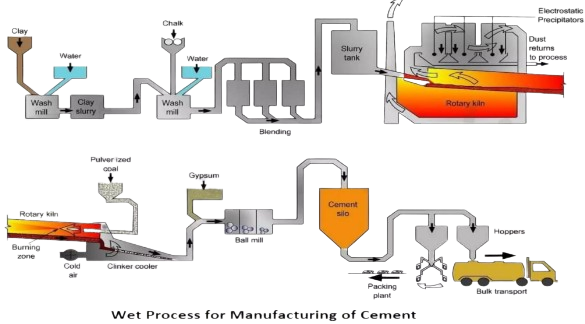 Clay
Water
Wash
mill
Clay
slurry
Chalk
Water
Wash
mill
Blending
Slurry
tank
Electrostatic
Precipitators
Dust
returns
to process
Rotary kiln
Pulverized
coal
Rotary kiln
Burning
zone
Cold
air
Clinker cooler
Gypsum
Ball mill
Cement
silo
Hoppers
Packing
plant
Bulk transport
Wet Process for Manufacturing of Cement